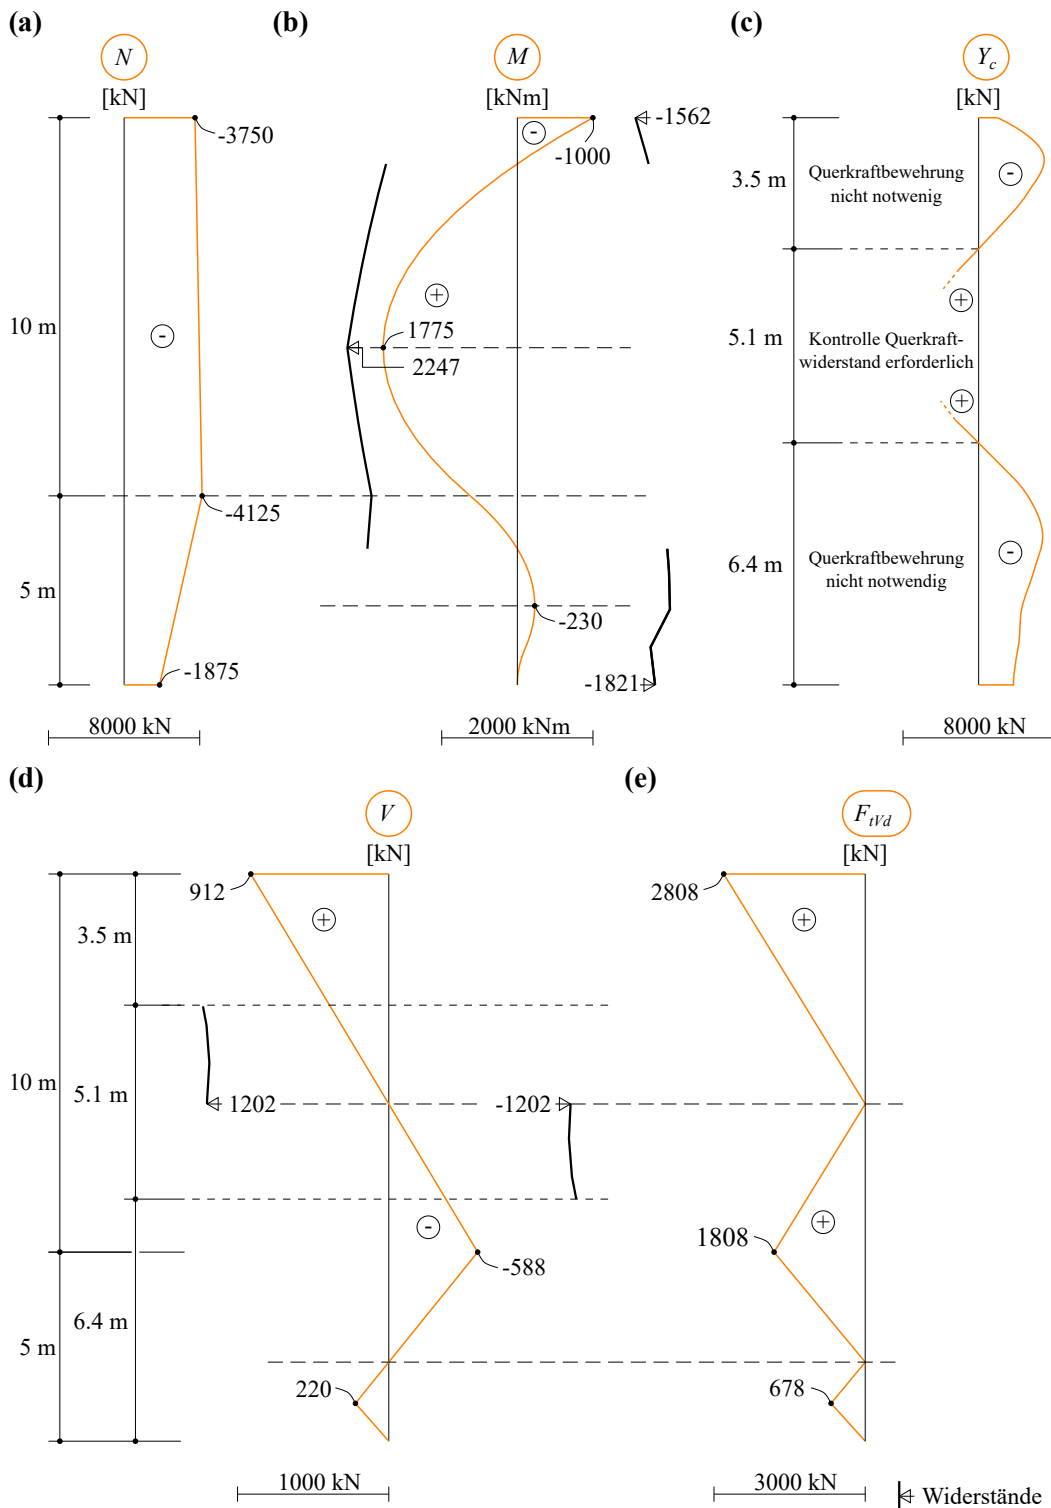 (a)
(b)
(c)
N
M
Y_c
[kN]
[kNm]
[kN]
-3750
-1000
-1562
3.5 m
Querkraftbewehrung
nicht notwenig
-
-
+
+
10 m
-
1775
2247
5.1 m
Kontrolle Querkraft-
widerstand erforderlich
+
-4125
5 m
-230
6.4 m
Querkraftbewehrung
nicht notwendig
-
-1875
-1821
8000 kN
2000 kNm
8000 kN
(d)
(e)
V
F_tVd
[kN]
[kN]
912
2808
+
+
3.5 m
10 m
5.1 m
1202
-1202
-
+
-588
1808
6.4 m
5 m
220
678
1000 kN
3000 kN
Widerstände